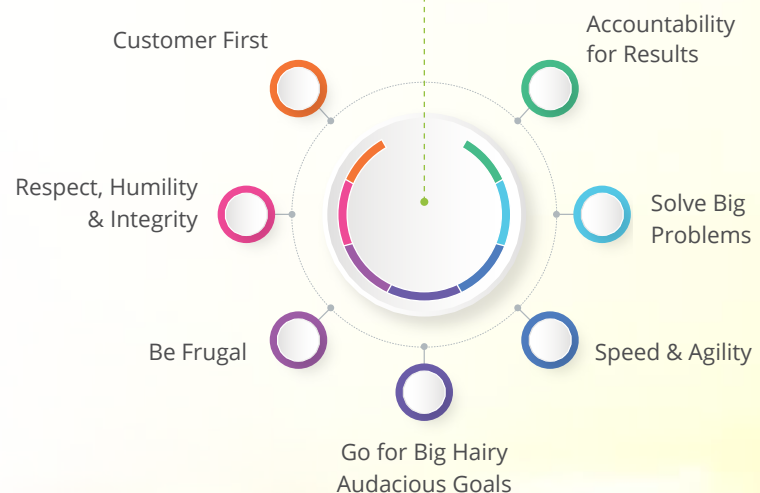 Customer First
Accountability
for Results
Respect, Humility
& Integrity
Solve Big
Problems
Be Frugal
Speed & Agility
Go for Big Hairy
Audacious Goals